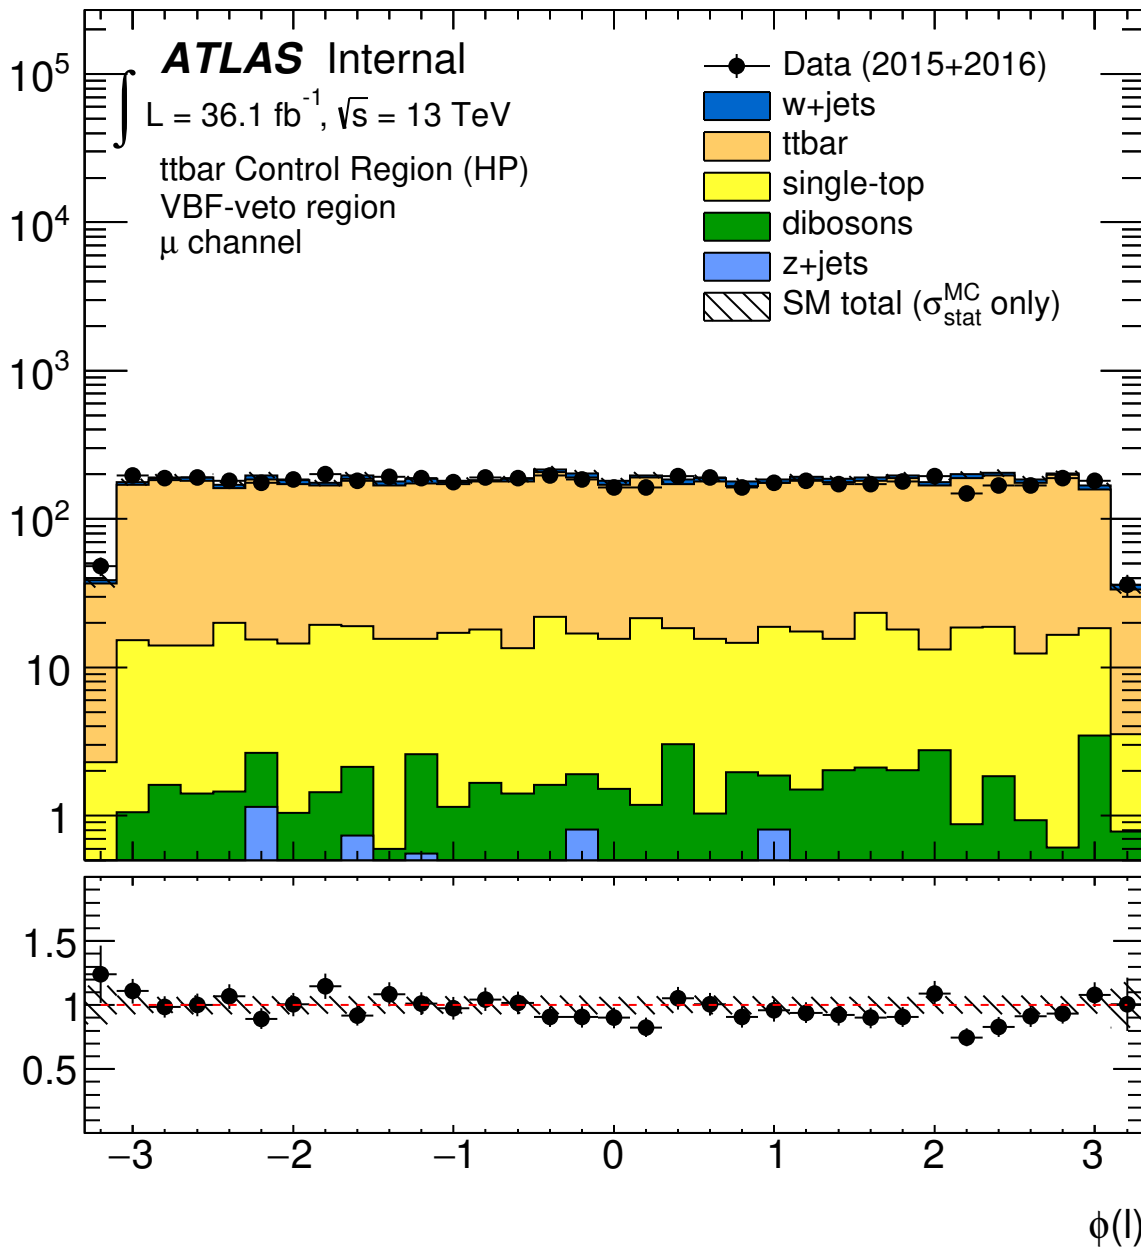 ATLAS Internal
∫ L = 36.1 fb⁻¹, √s = 13 TeV
ttbar Control Region (HP)
VBF-veto region
μ channel
Data (2015+2016)
w+jets
ttbar
single-top
dibosons
z+jets
SM total (σ^MC_stat only)
10⁵
10⁴
10³
10²
10
1
1.5
1
0.5
−3 −2 −1 0 1 2 3
ϕ(l)